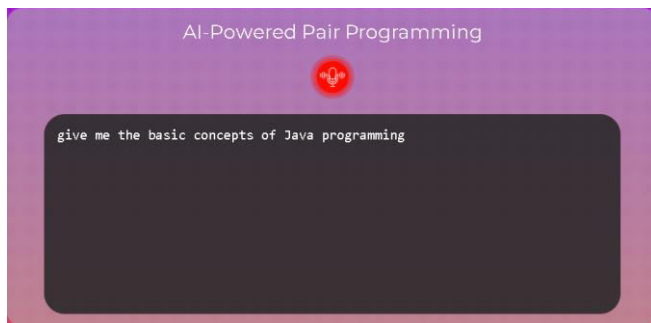 AI-Powered Pair Programming
give me the basic concepts of Java programming